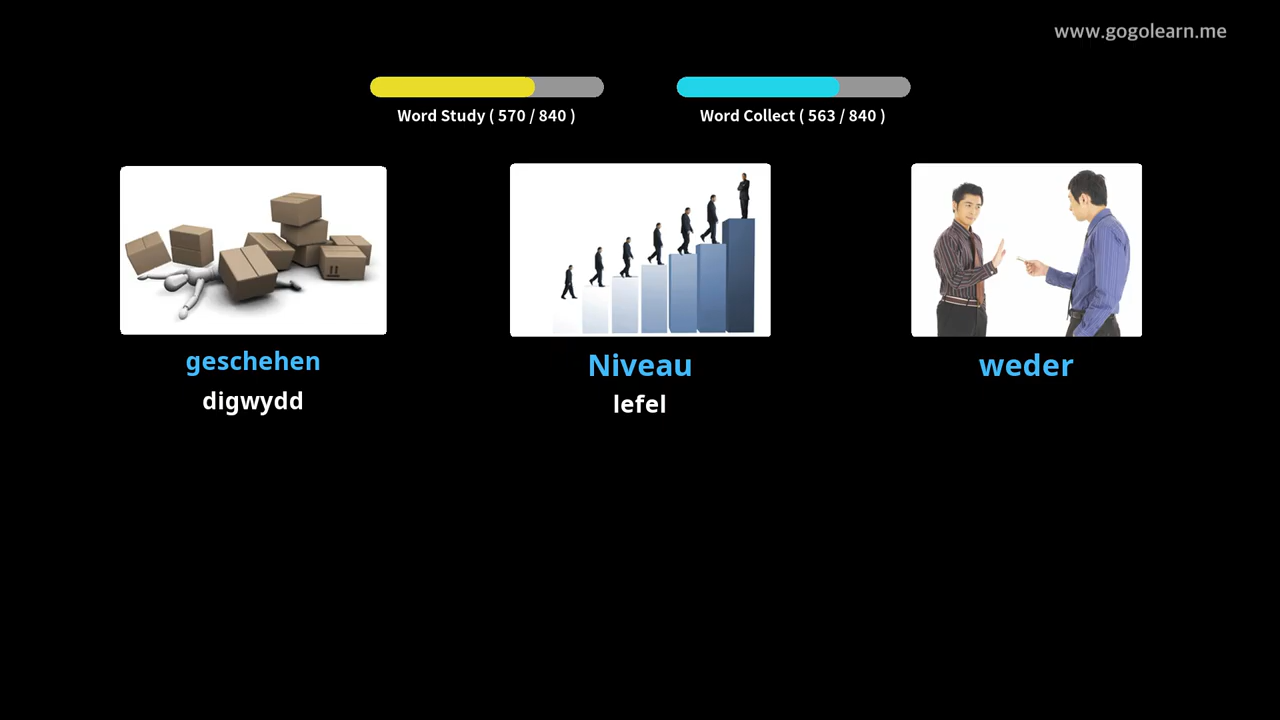 www.gogolearn.me
Word Study ( 570 / 840 )
Word Collect ( 563 / 840 )
geschehen
digwydd
Niveau
lefel
weder